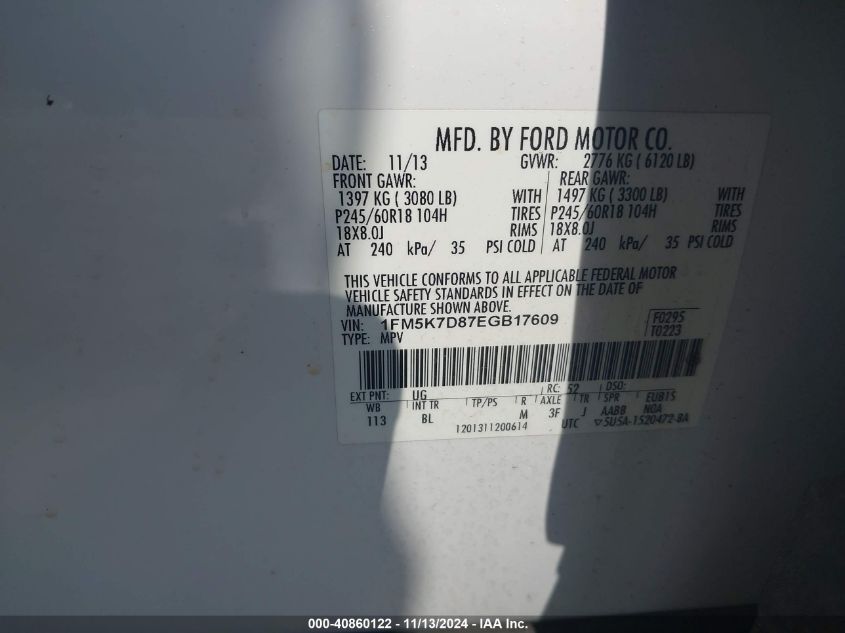 MFD. BY FORD MOTOR CO.
DATE: 11/13 GVWR: 2776 KG ( 6120 LB)
FRONT GAWR: REAR GAWR:
1397 KG ( 3080 LB) WITH 1497 KG ( 3300 LB) WITH
P245/60R18 104H TIRES P245/60R18 104H TIRES
18X8.0J RIMS 18X8.0J RIMS
AT 240 kPa/ 35 PSI COLD AT 240 kPa/ 35 PSI COLD
THIS VEHICLE CONFORMS TO ALL APPLICABLE FEDERAL MOTOR
VEHICLE SAFETY STANDARDS IN EFFECT ON THE DATE OF
MANUFACTURE SHOWN ABOVE.
VIN: 1FM5K7D87EGB17609 F0295
TYPE: MPV T0223
EXT PNT: UG RC: 52 DSO:
WB INT TR TP/PS R AXLE TR SPR EU815
113 BL M 3F J AABB NGA
1201311200614 UTC ▽5U5A-1520472-BA
000-40860122 - 11/13/2024 - IAA Inc.